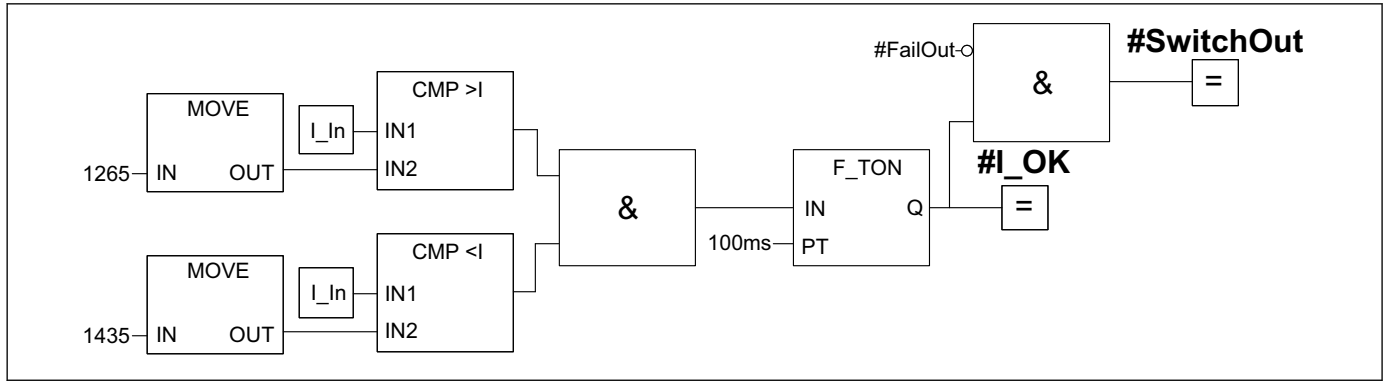 #FailOut
&
#SwitchOut
=
MOVE
1265
IN
OUT
I_In
CMP >I
IN1
IN2
&
F_TON
IN
Q
100ms
PT
#I_OK
=
MOVE
1435
IN
OUT
I_In
CMP <I
IN1
IN2